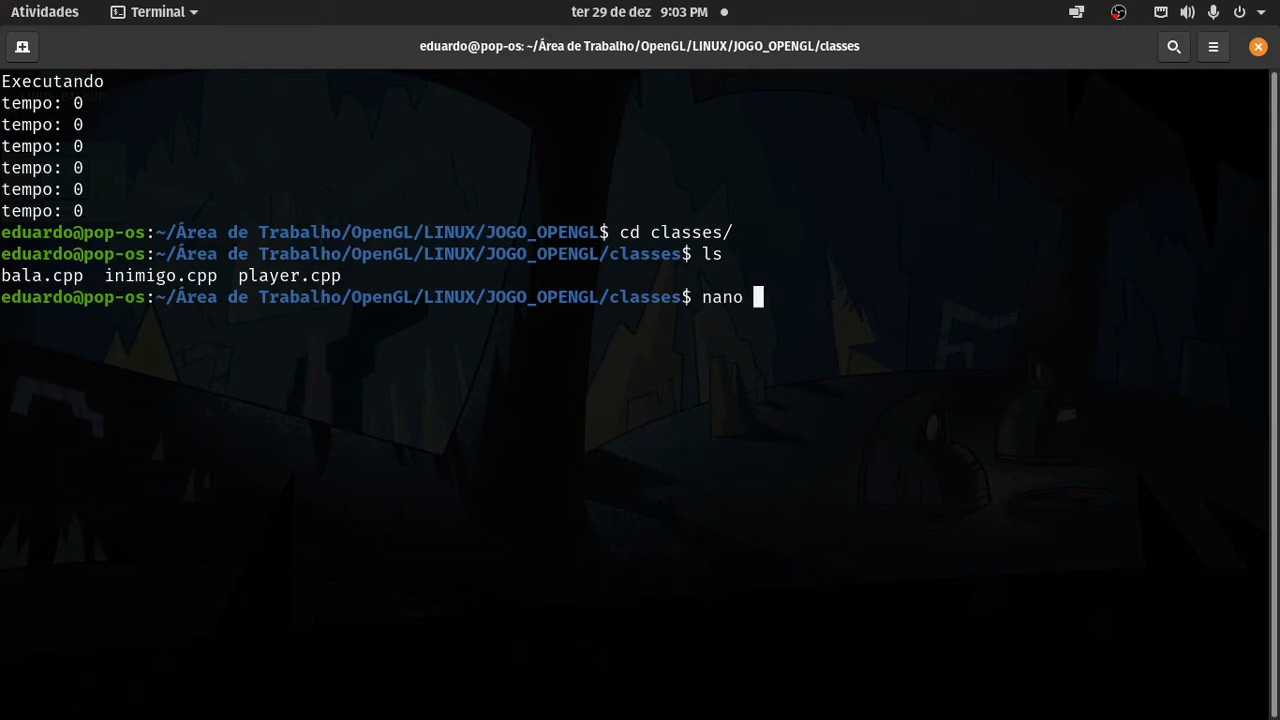 Atividades
Terminal
ter 29 de dez 9:03 PM
eduardo@pop-os: ~/Área de Trabalho/OpenGL/LINUX/JOGO_OPENGL/classes
Executando
tempo: 0
tempo: 0
tempo: 0
tempo: 0
tempo: 0
tempo: 0
eduardo@pop-os:~/Área de Trabalho/OpenGL/LINUX/JOGO_OPENGL$ cd classes/
eduardo@pop-os:~/Área de Trabalho/OpenGL/LINUX/JOGO_OPENGL/classes$ ls
bala.cpp inimigo.cpp player.cpp
eduardo@pop-os:~/Área de Trabalho/OpenGL/LINUX/JOGO_OPENGL/classes$ nano